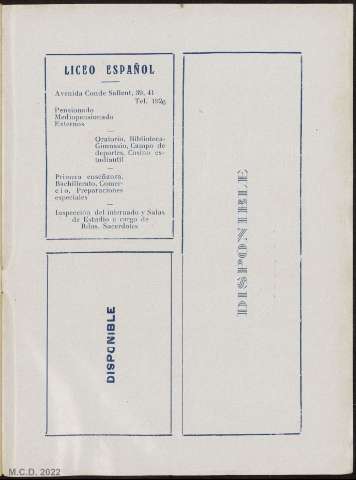 LICEO ESPAÑOL
Avenida Conde Sallent, 39, 41
Tel. 1926
Pensionado
Mediopensionado
Externos
Oratorio, Biblioteca-
Gimnasio, Campo de
deportes, Casino es-
tudiantil
Primera enseñanza,
Bachillerato, Comer-
cio, Preparaciones
especiales
Inspección del internado y Salas
de Estudio a cargo de
Rdos. Sacerdotes
DISPONIBLE
DISPONIBLE
M.C.D. 2022